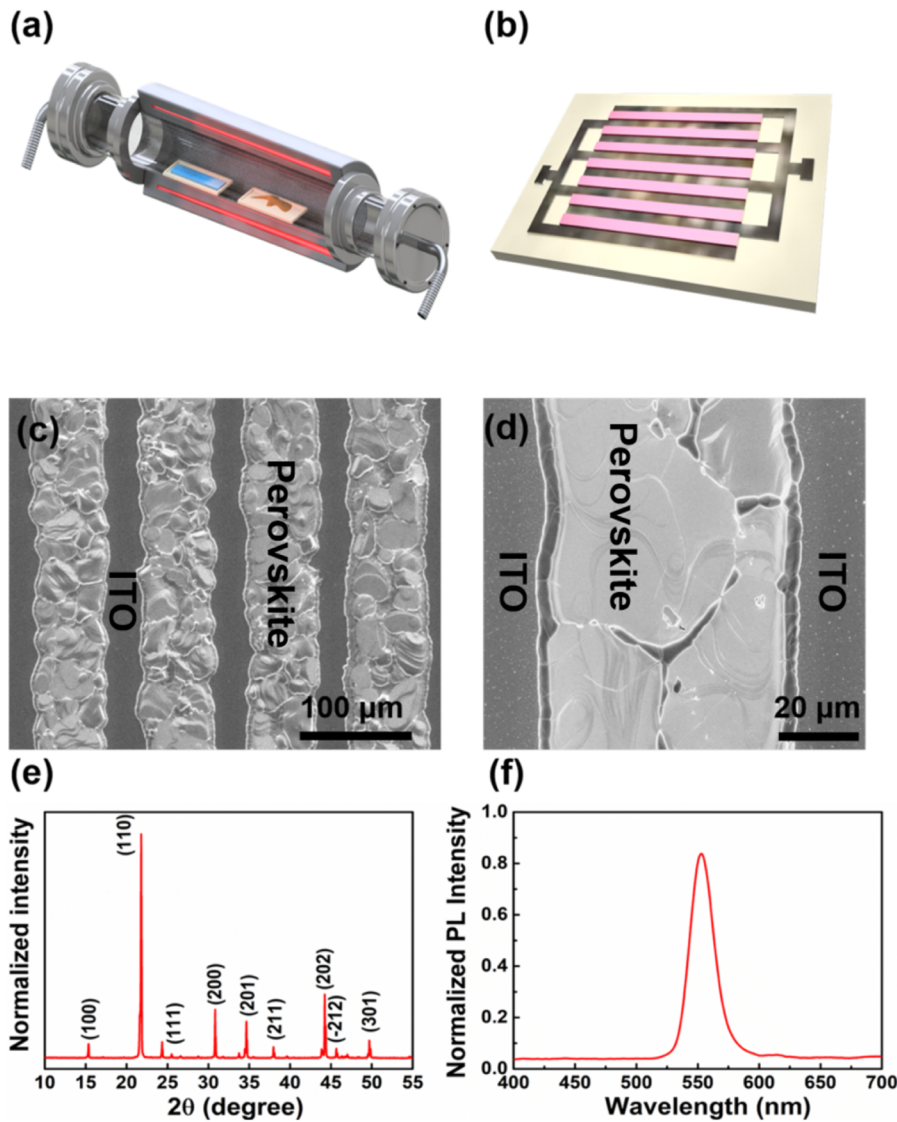 (a)
(b)
(c)
ITO
Perovskite
100 μm
(d)
ITO
Perovskite
ITO
20 μm
(e)
Normalized intensity
(100)
(110)
(111)
(200)
(201)
(211)
(202)
(-212)
(301)
10 15 20 25 30 35 40 45 50 55
2θ (degree)
(f)
Normalized PL Intensity
1.0
0.8
0.6
0.4
0.2
0.0
400 450 500 550 600 650 700
Wavelength (nm)